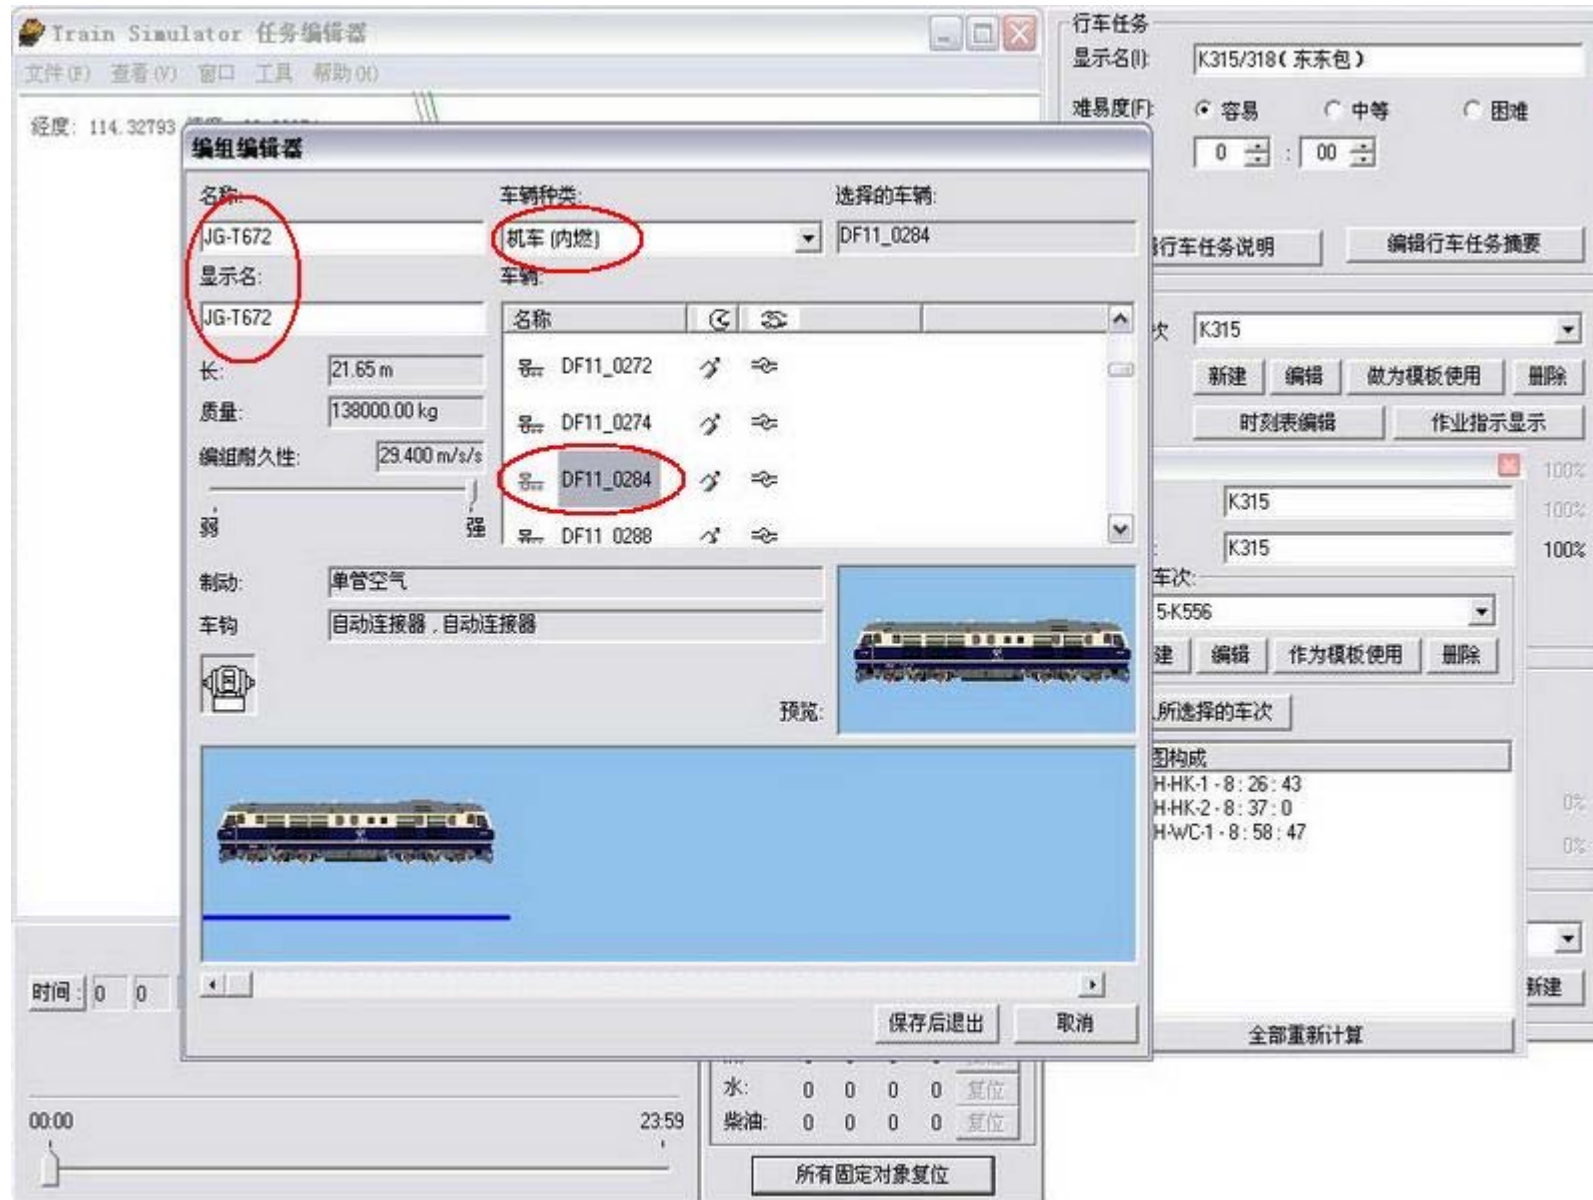 Train Simulator 任务编辑器
文件(F) 查看(V) 窗口 工具 帮助(H)
经度: 114.32793
编组编辑器
名称:
JG-T672
显示名:
JG-T672
长:
21.65 m
质量:
138000.00 kg
编组耐久性:
29.400 m/s/s
弱
强
车辆种类:
机车 (内燃)
选择的车辆:
DF11_0284
车辆:
名称
DF11_0272
DF11_0274
DF11_0284
DF11_0288
制动:
单管空气
车钩
自动连接器 , 自动连接器
预览:
保存后退出
取消
行车任务
显示名(I):
K315/318( 东东包 )
难易度(F):
容易
中等
困难
0 : 00
行车任务说明
编辑行车任务摘要
次
K315
新建
编辑
做为模板使用
删除
时刻表编辑
作业指示显示
100%
100%
100%
K315
K315
车次:
5-K556
建
编辑
作为模板使用
删除
所选择的车次
图构成
H-HK-1 - 8 : 26 : 43
H-HK-2 - 8 : 37 : 0
H-WC-1 - 8 : 58 : 47
0%
0%
新建
全部重新计算
时间 : 0 0
00:00
23:59
水: 0 0 0 0 复位
柴油: 0 0 0 0 复位
所有固定对象复位